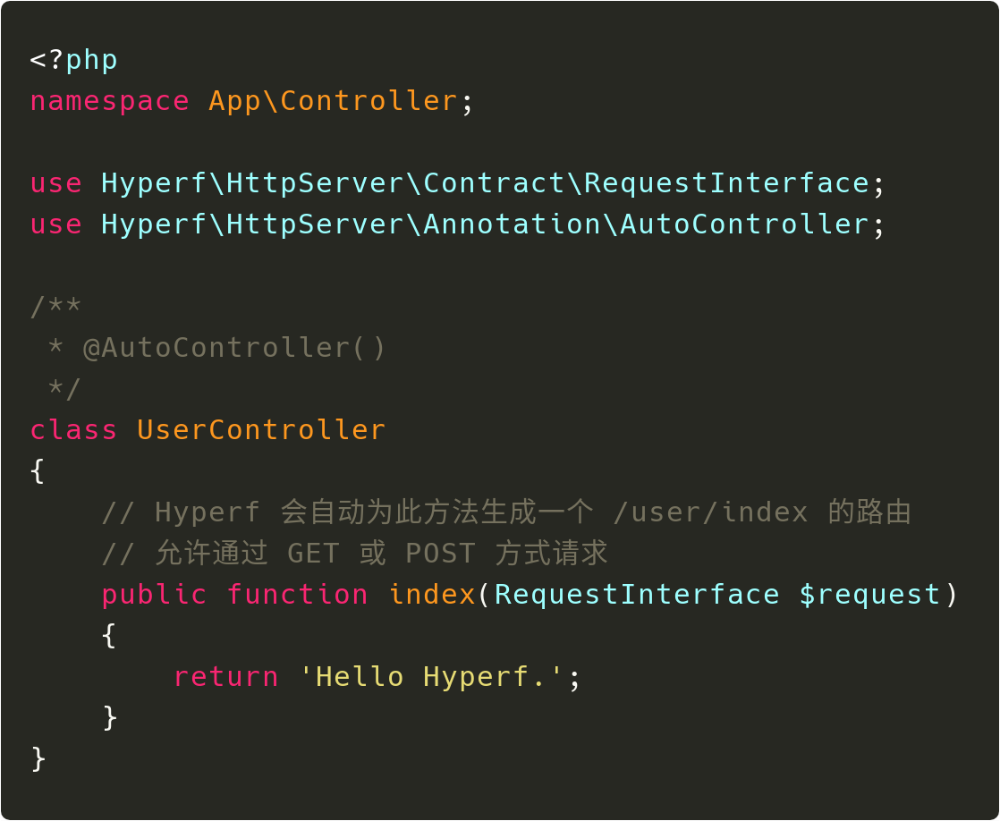 <?php
namespace App\Controller;

use Hyperf\HttpServer\Contract\RequestInterface;
use Hyperf\HttpServer\Annotation\AutoController;

/**
 * @AutoController()
 */
class UserController
{
    // Hyperf 会自动为此方法生成一个 /user/index 的路由
    // 允许通过 GET 或 POST 方式请求
    public function index(RequestInterface $request)
    {
        return 'Hello Hyperf.';
    }
}